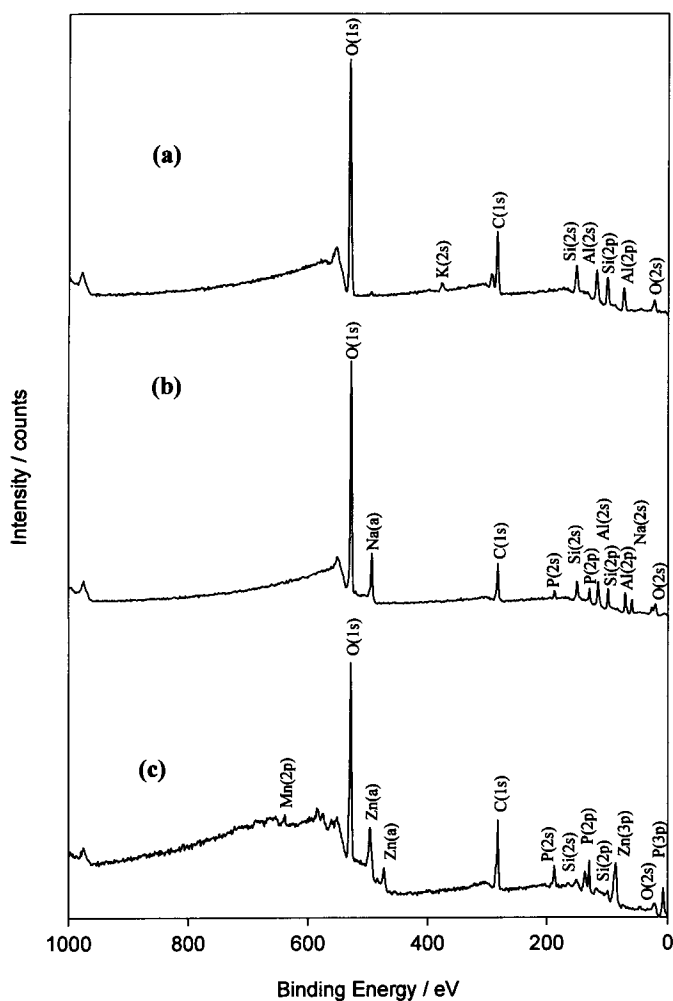 O(1s)
(a)
K(2s)
C(1s)
Si(2s)
Al(2s)
Si(2p)
Al(2p)
O(2s)
O(1s)
(b)
Na(a)
C(1s)
P(2s)
Si(2s)
P(2p)
Al(2s)
Si(2p)
Al(2p)
Na(2s)
O(2s)
O(1s)
(c)
Mn(2p)
Zn(a)
Zn(a)
C(1s)
P(2s)
Si(2s)
P(2p)
Si(2p)
Zn(3p)
O(2s)
P(3p)
Intensity / counts
1000 800 600 400 200 0
Binding Energy / eV